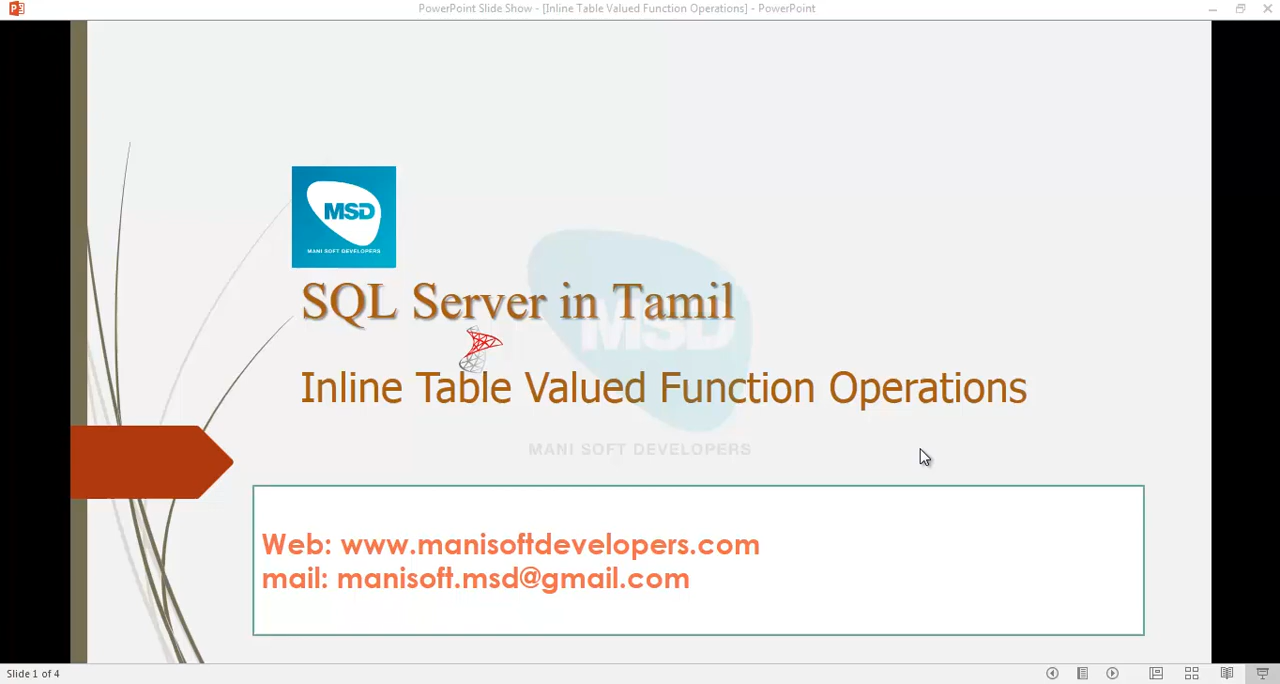 PowerPoint Slide Show - [Inline Table Valued Function Operations] - PowerPoint
MSD
MANI SOFT DEVELOPERS
SQL Server in Tamil
MSD
Inline Table Valued Function Operations
MANI SOFT DEVELOPERS
Web: www.manisoftdevelopers.com
mail: manisoft.msd@gmail.com
Slide 1 of 4